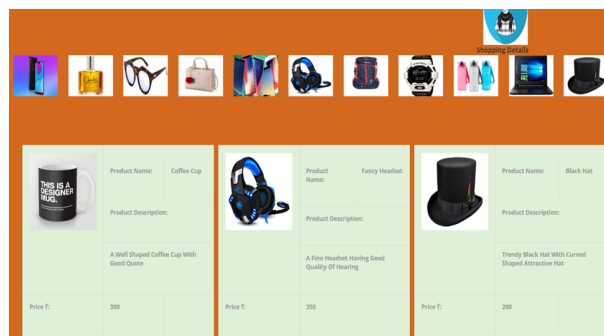 Shopping Details
THIS IS A
DESIGNER
MUG.
Product Name: Coffee Cup
Product Description:
A Well Shaped Coffee Cup With
Good Quote
Price ₹: 300
Product
Name: Fancy Headset
Product Description:
A Fine Headset Having Good
Quality Of Hearing
Price ₹: 350
Product Name: Black Hat
Product Description:
Trendy Black Hat With Curved
Shaped Attractive Hat
Price ₹: 200